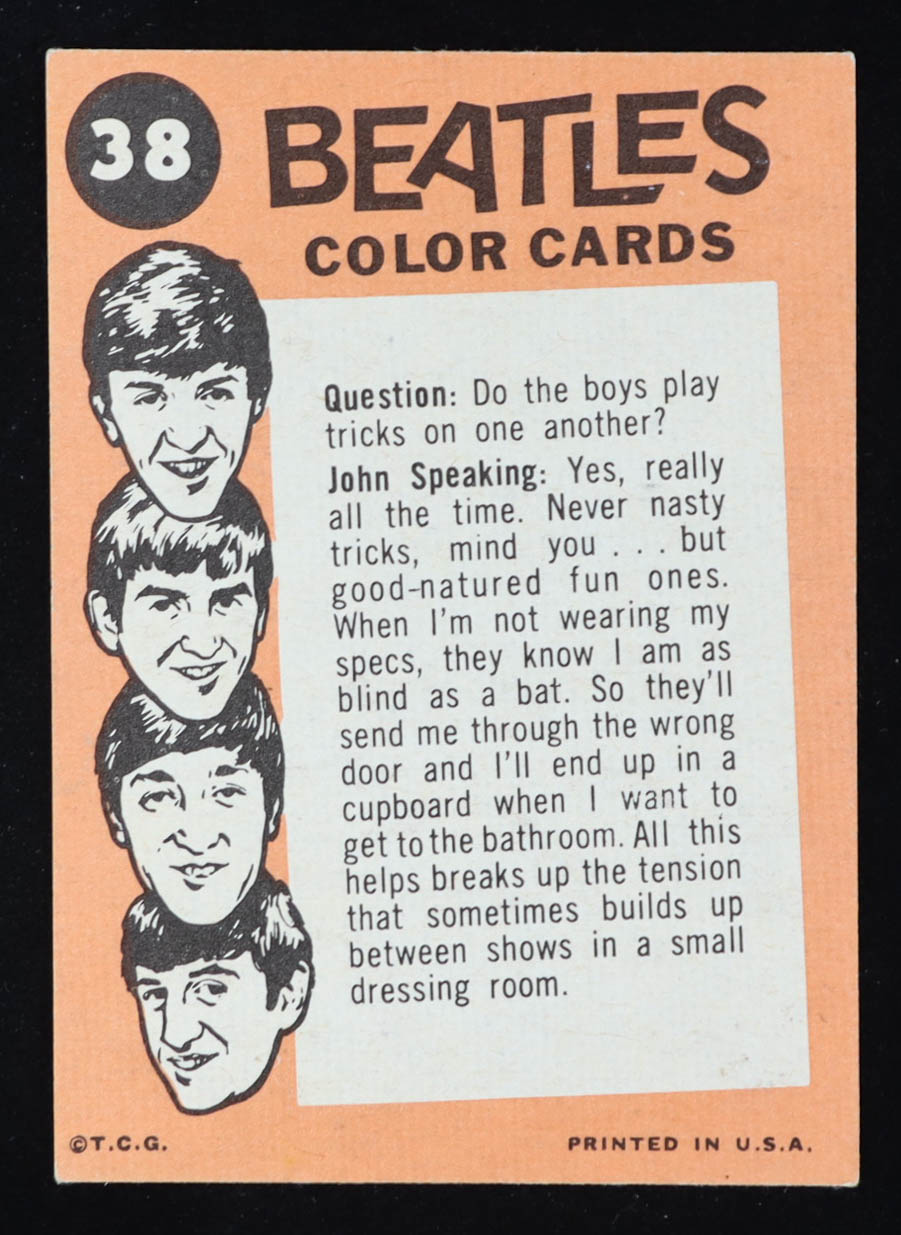 38
BEATLES
COLOR CARDS
Question: Do the boys play
tricks on one another?
John Speaking: Yes, really
all the time. Never nasty
tricks, mind you . . . but
good-natured fun ones.
When I'm not wearing my
specs, they know I am as
blind as a bat. So they'll
send me through the wrong
door and I'll end up in a
cupboard when I want to
get to the bathroom. All this
helps breaks up the tension
that sometimes builds up
between shows in a small
dressing room.
©T.C.G.
PRINTED IN U.S.A.